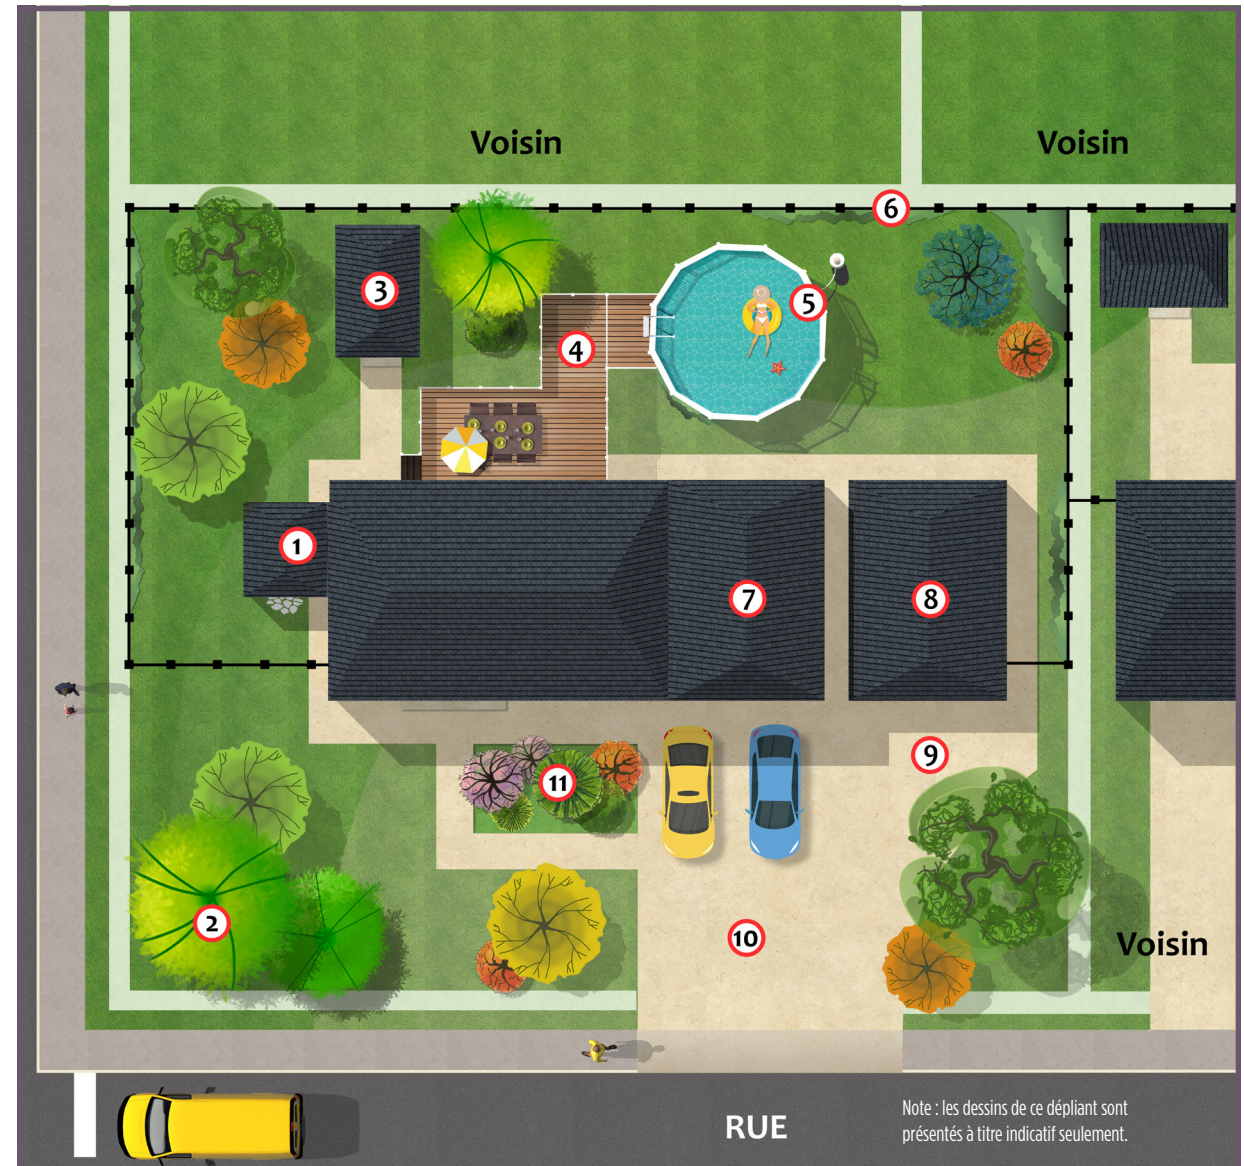 Voisin
Voisin
6
3
5
4
1
7
8
9
11
2
10
Voisin
RUE
Note : les dessins de ce dépliant sont
présentés à titre indicatif seulement.